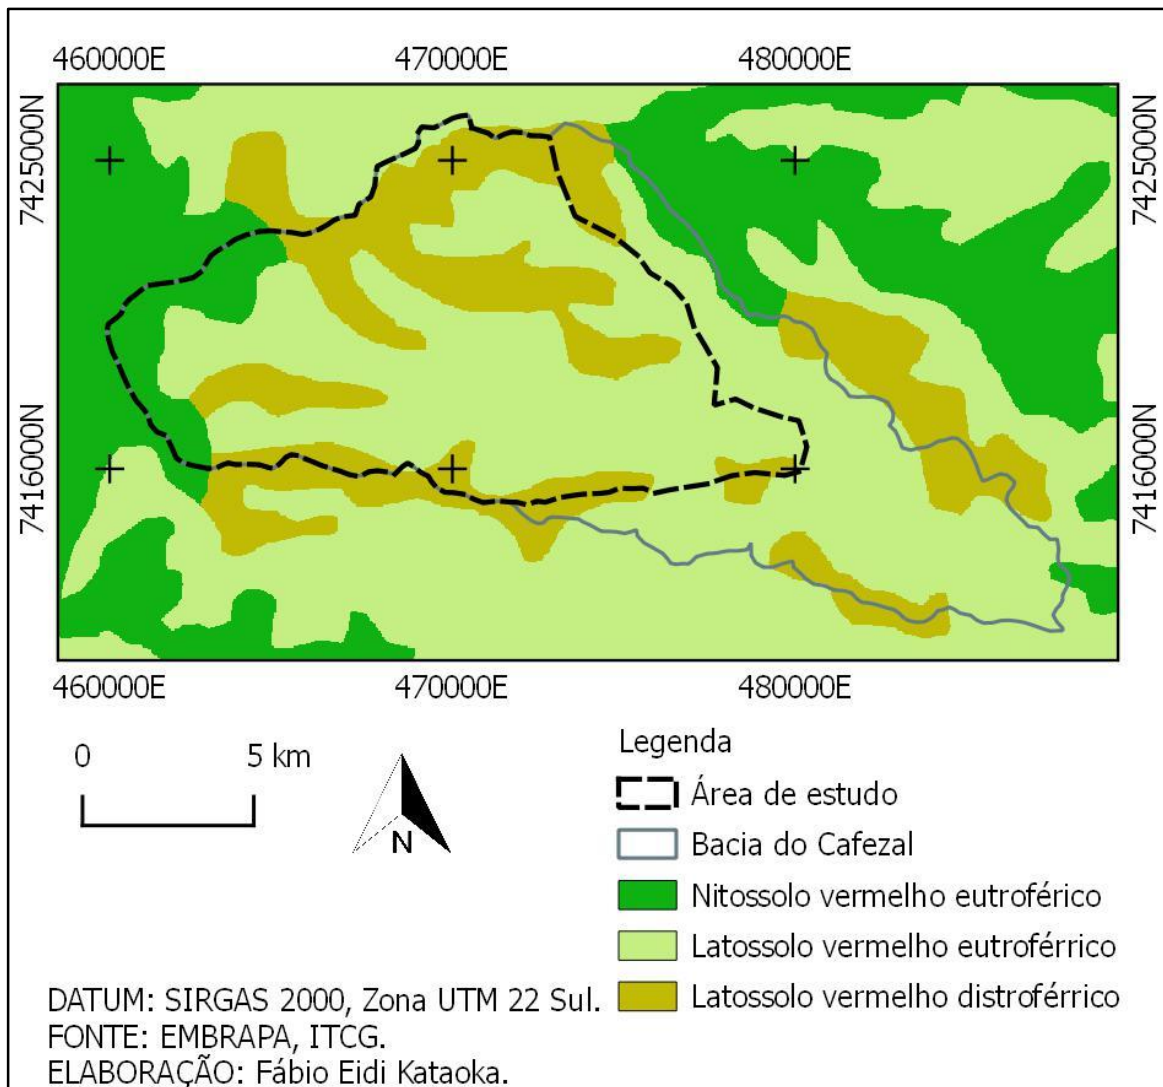 460000E 470000E 480000E
7425000N 7425000N
7416000N 7416000N
460000E 470000E 480000E
0 5 km
N
Legenda
Área de estudo
Bacia do Cafezal
Nitossolo vermelho eutroférico
Latossolo vermelho eutroférrico
Latossolo vermelho distroférrico
DATUM: SIRGAS 2000, Zona UTM 22 Sul.
FONTE: EMBRAPA, ITCG.
ELABORAÇÃO: Fábio Eidi Kataoka.